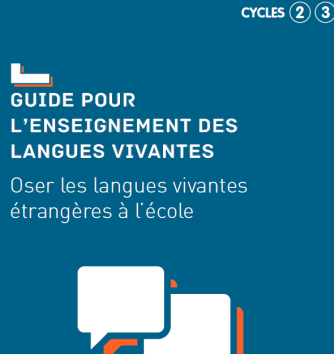 CYCLES 2 3
GUIDE POUR
L'ENSEIGNEMENT DES
LANGUES VIVANTES
Oser les langues vivantes
étrangères à l'école